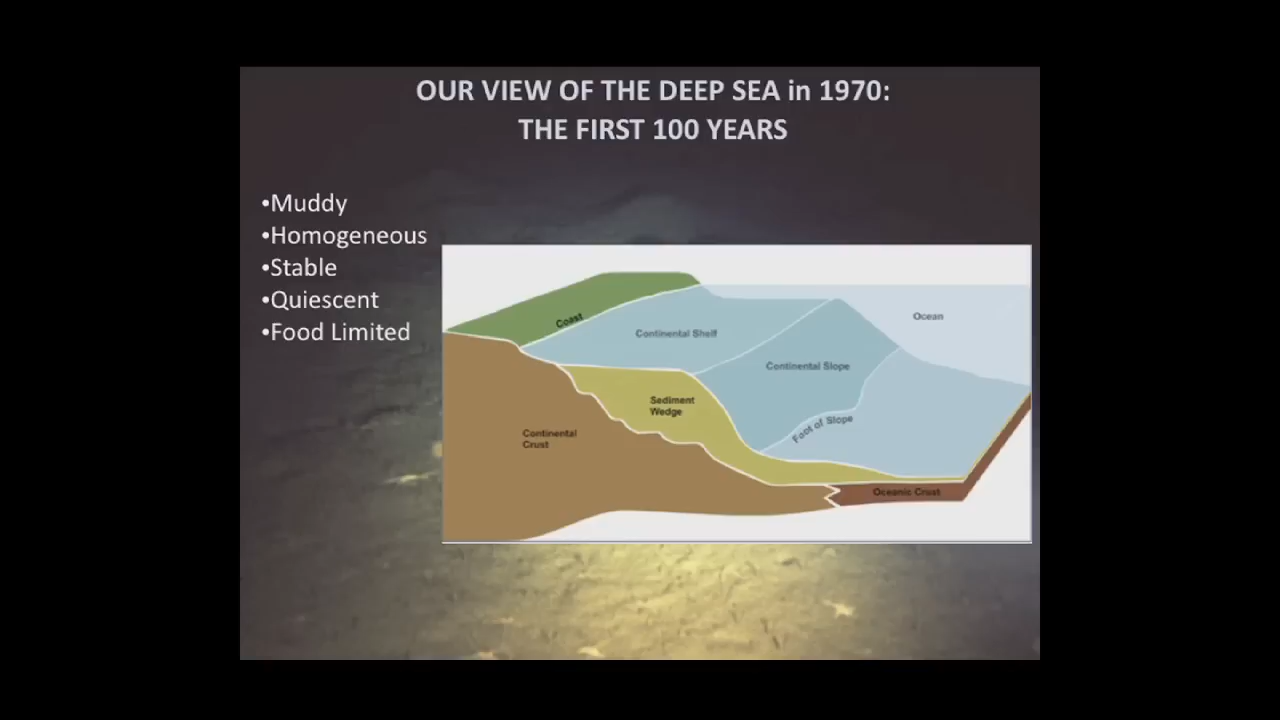 OUR VIEW OF THE DEEP SEA in 1970:
THE FIRST 100 YEARS
•Muddy
•Homogeneous
•Stable
•Quiescent
•Food Limited
Coast
Continental Shelf
Ocean
Continental Slope
Sediment
Wedge
Foot of Slope
Continental
Crust
Oceanic Crust